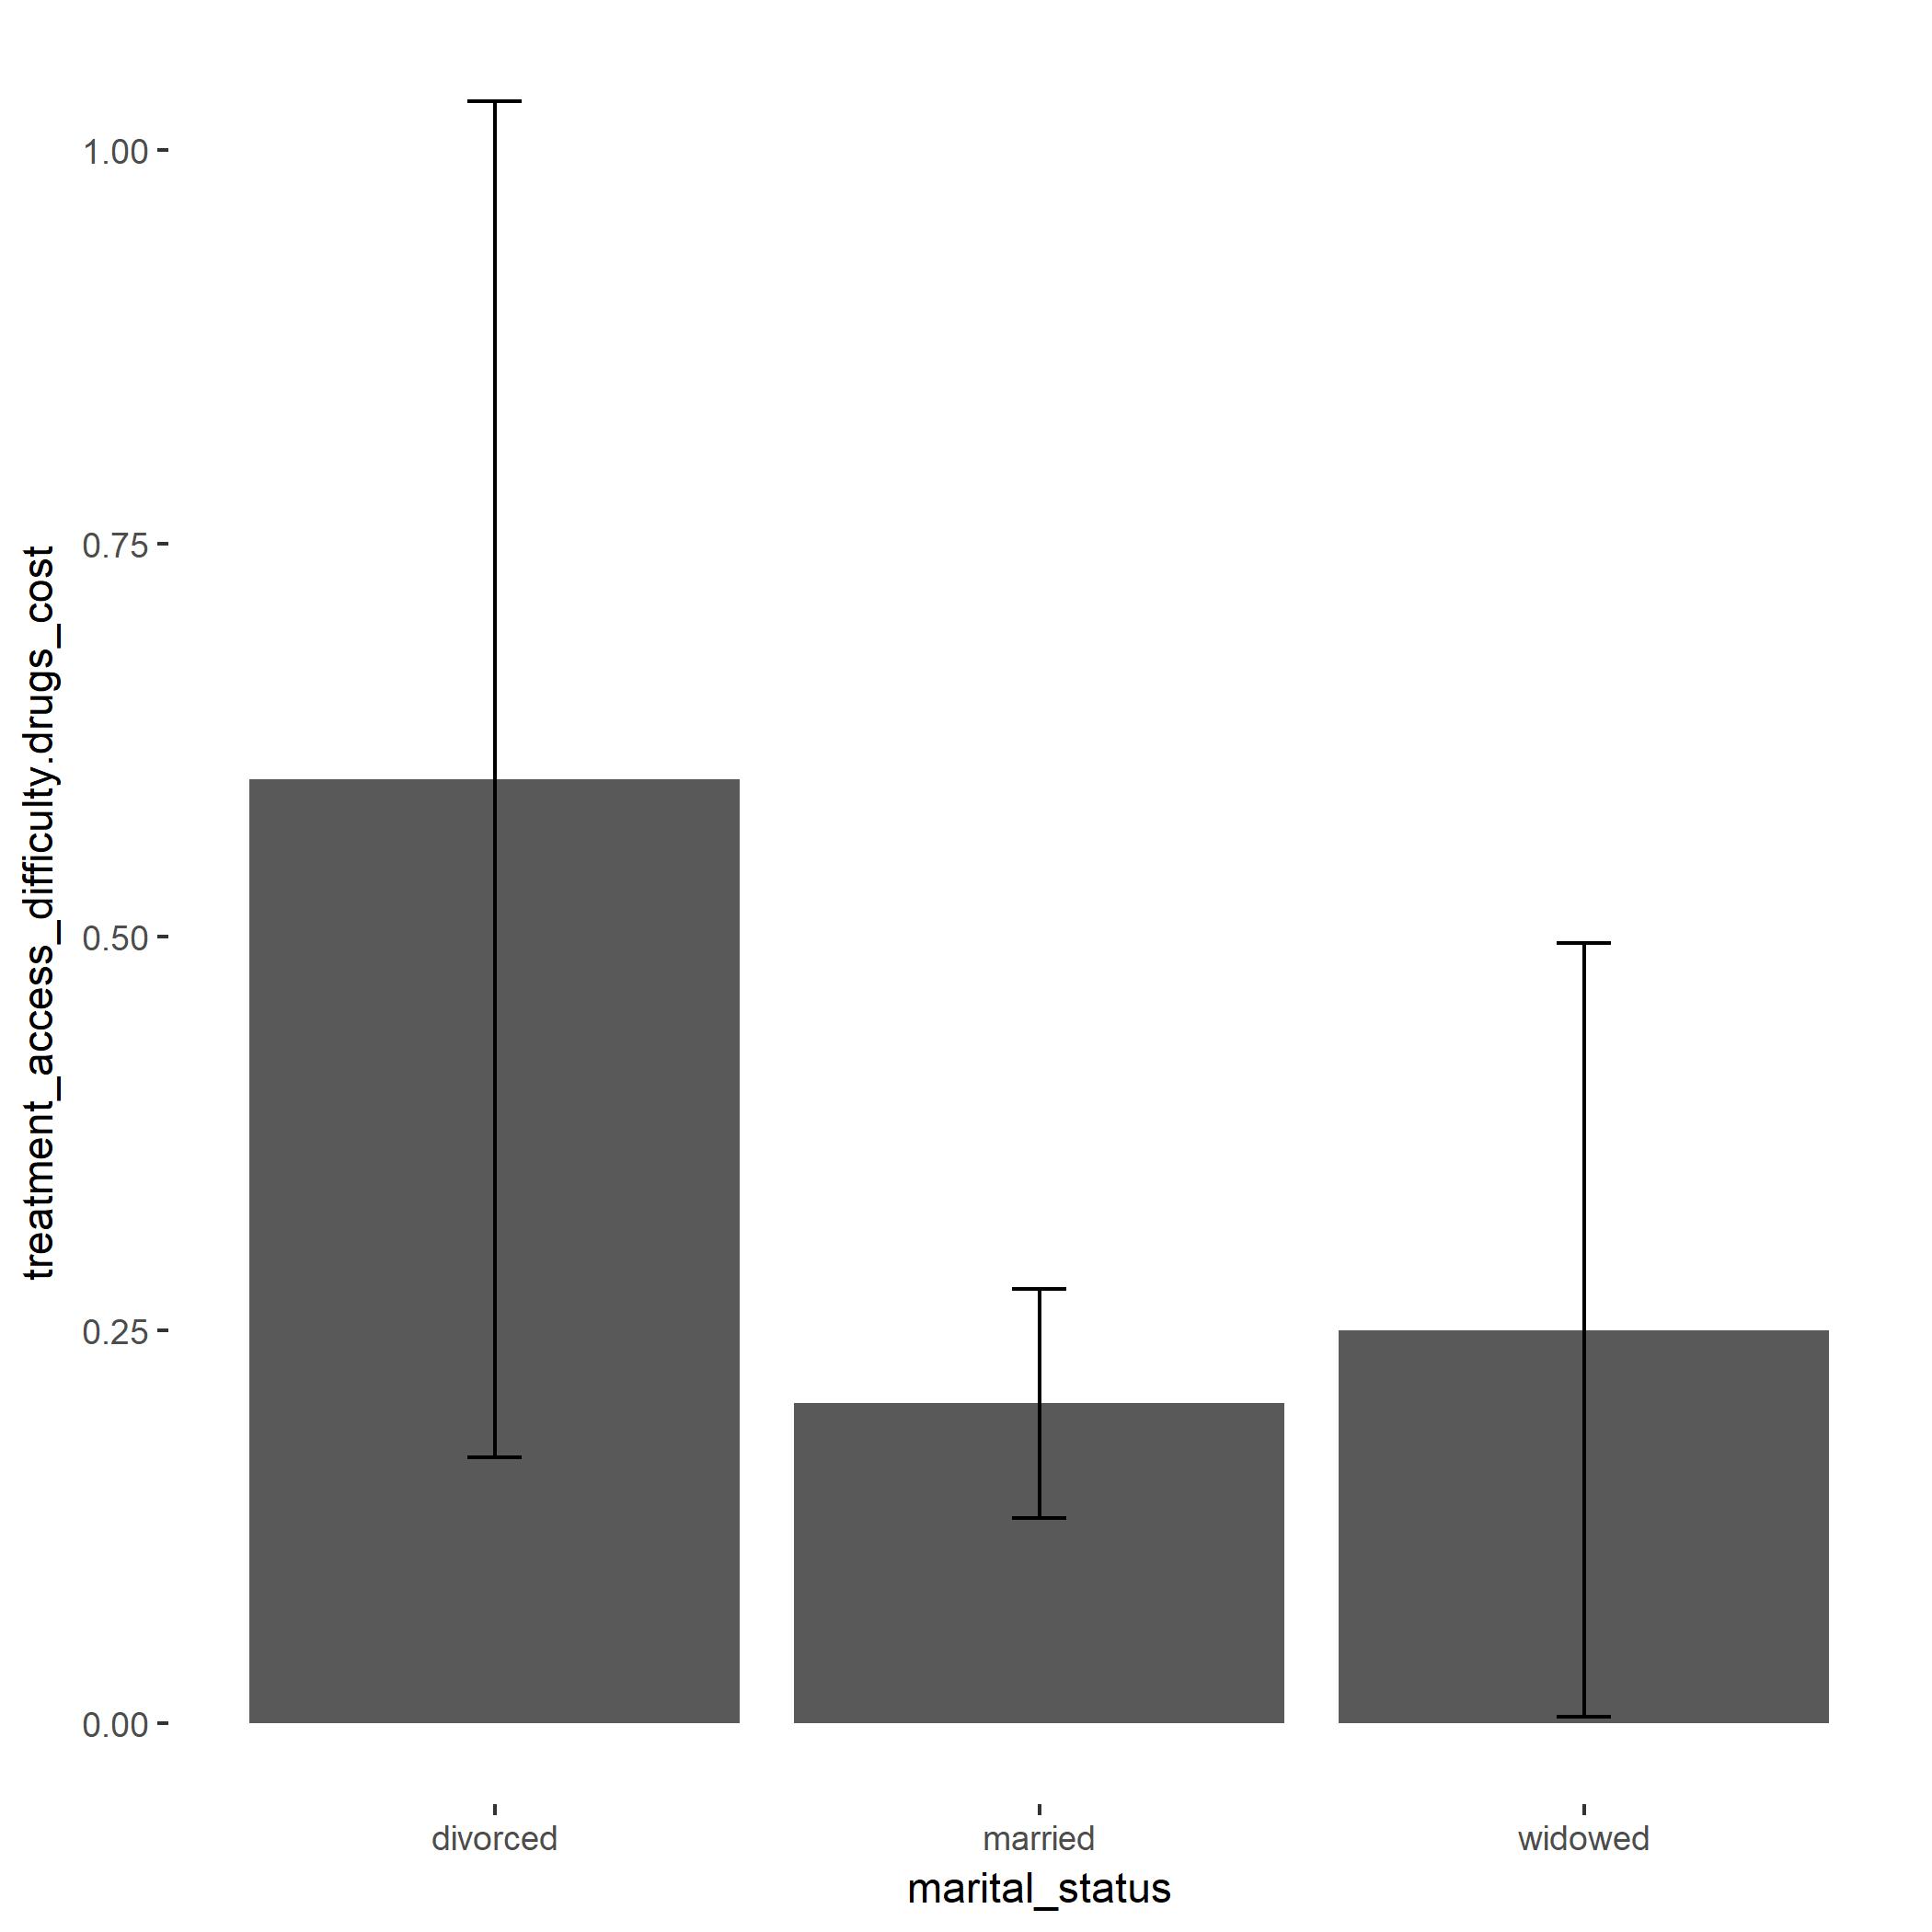 treatment_access_difficulty.drugs_cost
1.00
0.75
0.50
0.25
0.00
divorced married widowed
marital_status